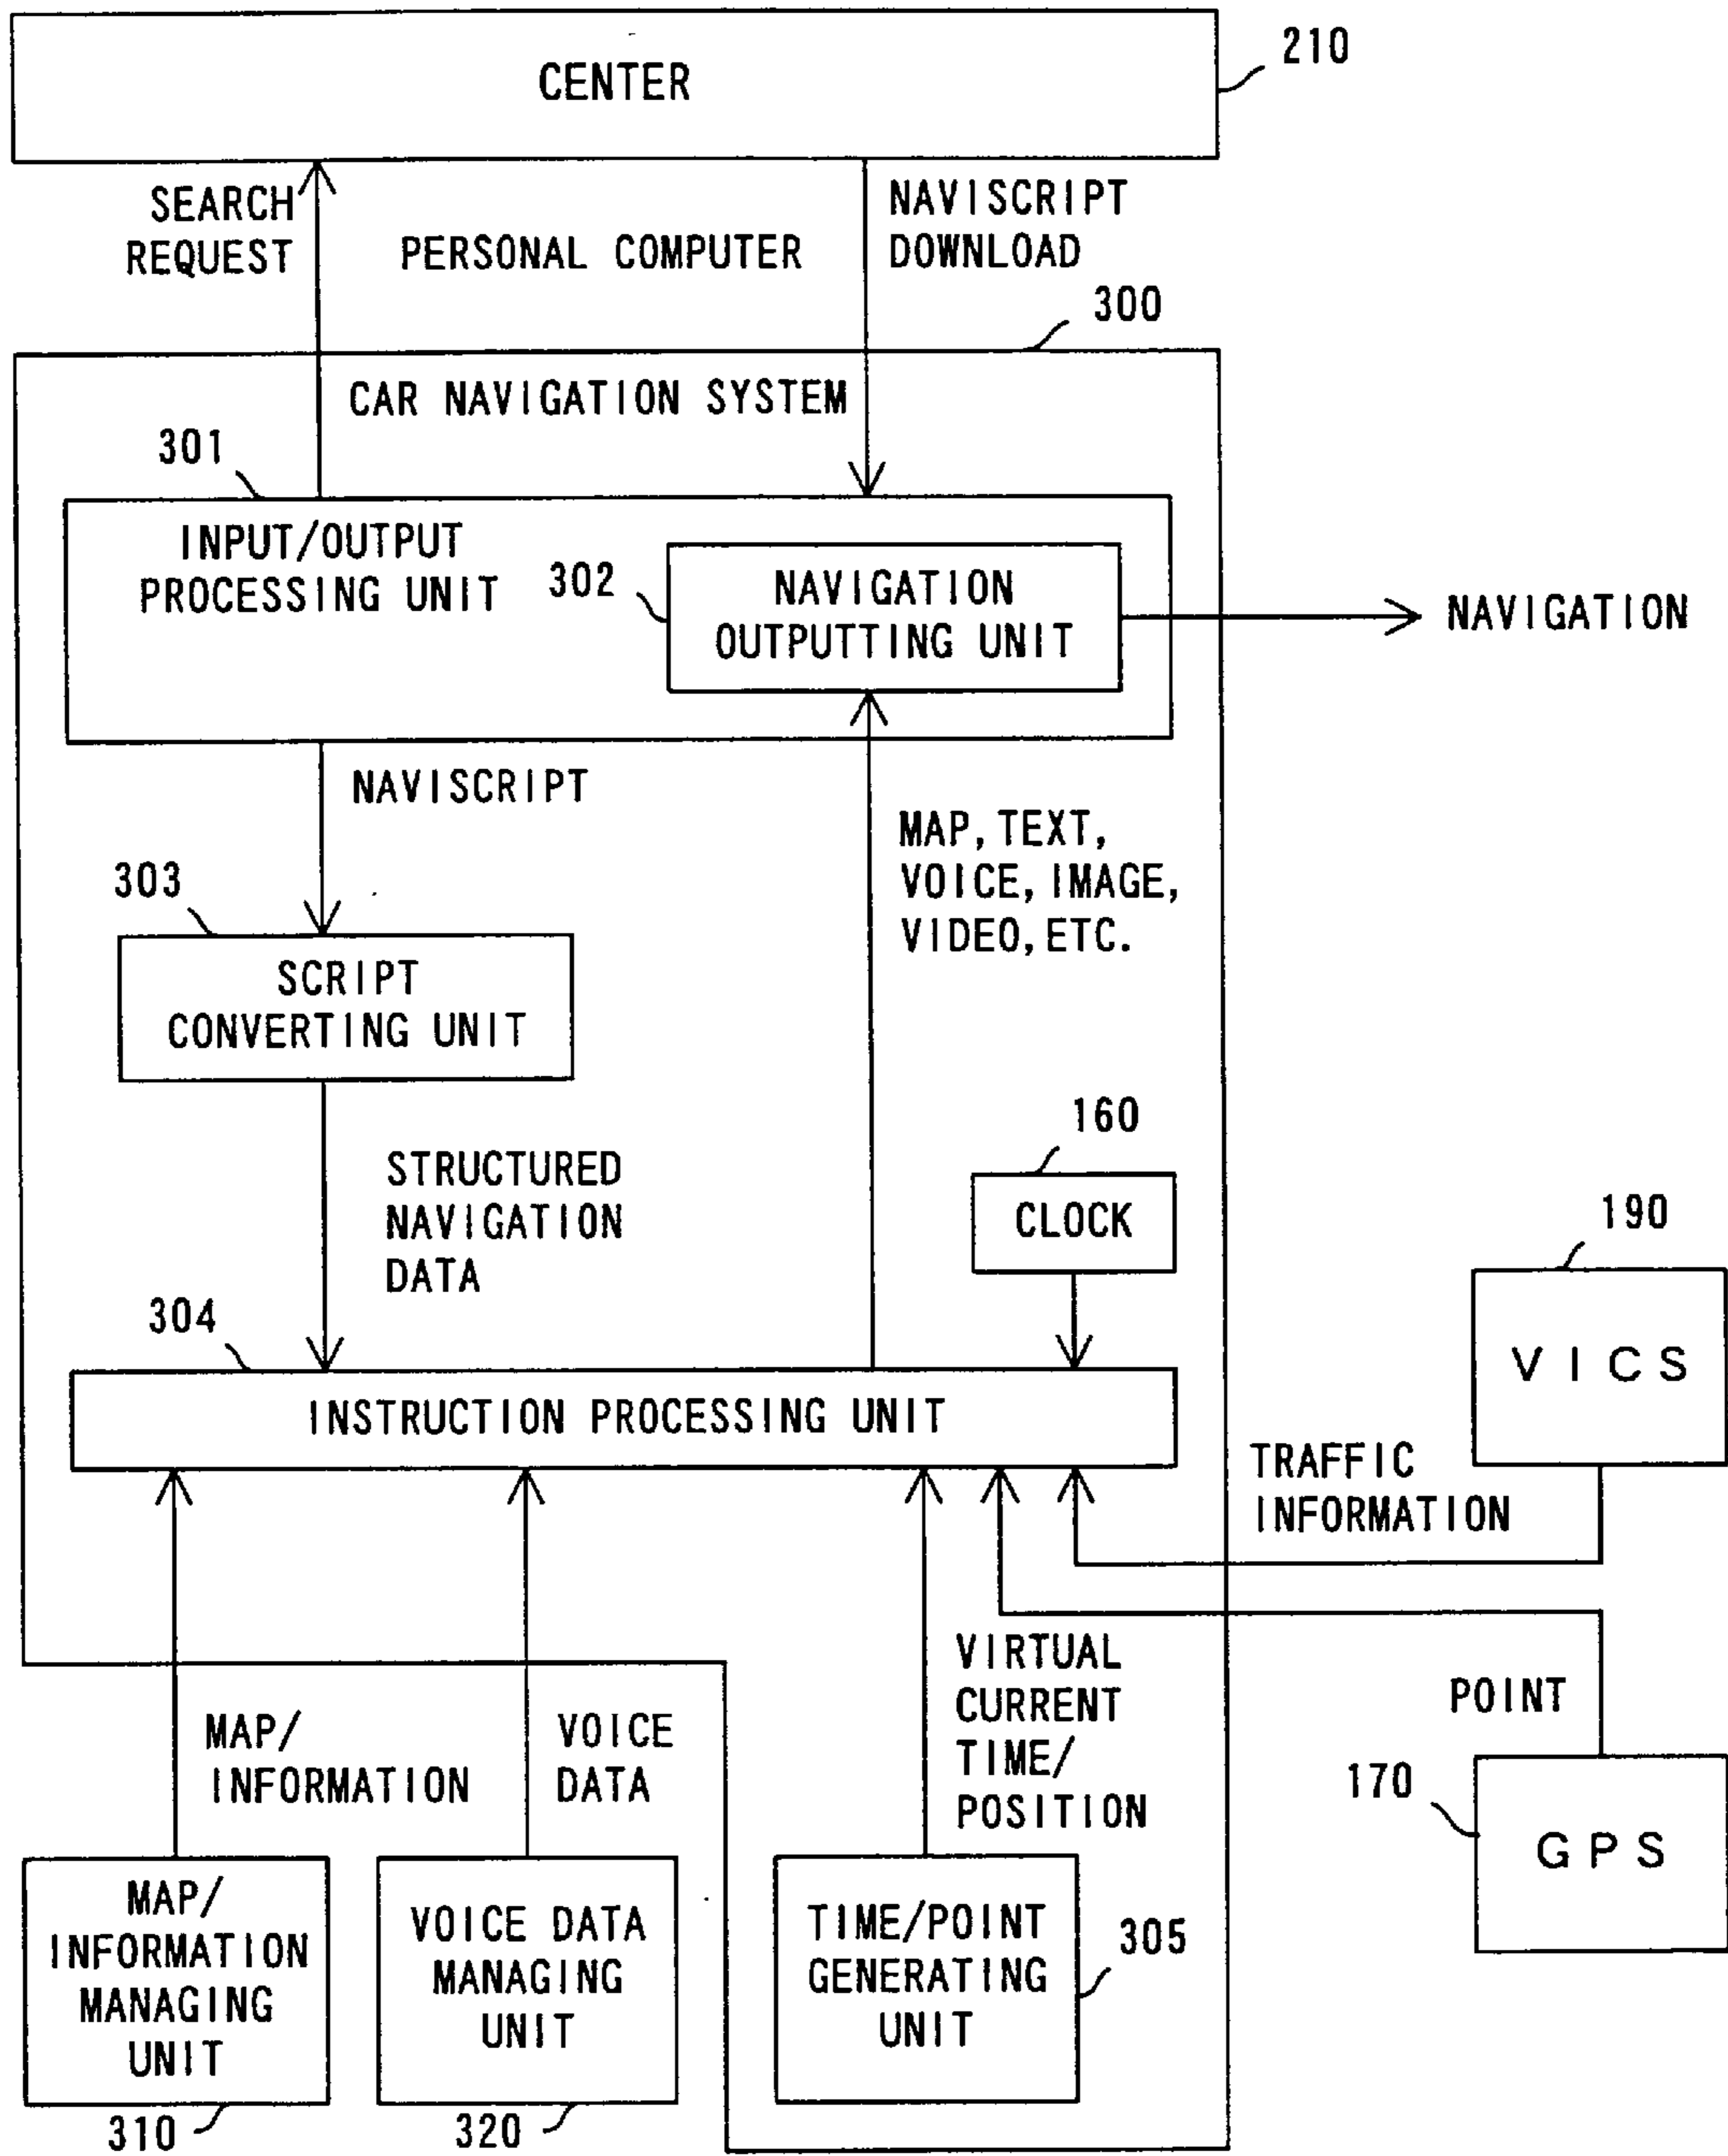 CENTER
210
SEARCH
REQUEST
PERSONAL COMPUTER
NAVISCRIPT
DOWNLOAD
300
CAR NAVIGATION SYSTEM
301
INPUT/OUTPUT
PROCESSING UNIT
302
NAVIGATION
OUTPUTTING UNIT
NAVIGATION
NAVISCRIPT
MAP, TEXT,
VOICE, IMAGE,
VIDEO, ETC.
303
SCRIPT
CONVERTING UNIT
STRUCTURED
NAVIGATION
DATA
160
CLOCK
190
VICS
304
INSTRUCTION PROCESSING UNIT
TRAFFIC
INFORMATION
MAP/
INFORMATION
VOICE
DATA
VIRTUAL
CURRENT
TIME/
POSITION
POINT
170
GPS
MAP/
INFORMATION
MANAGING
UNIT
310
VOICE DATA
MANAGING
UNIT
320
TIME/POINT
GENERATING
UNIT
305